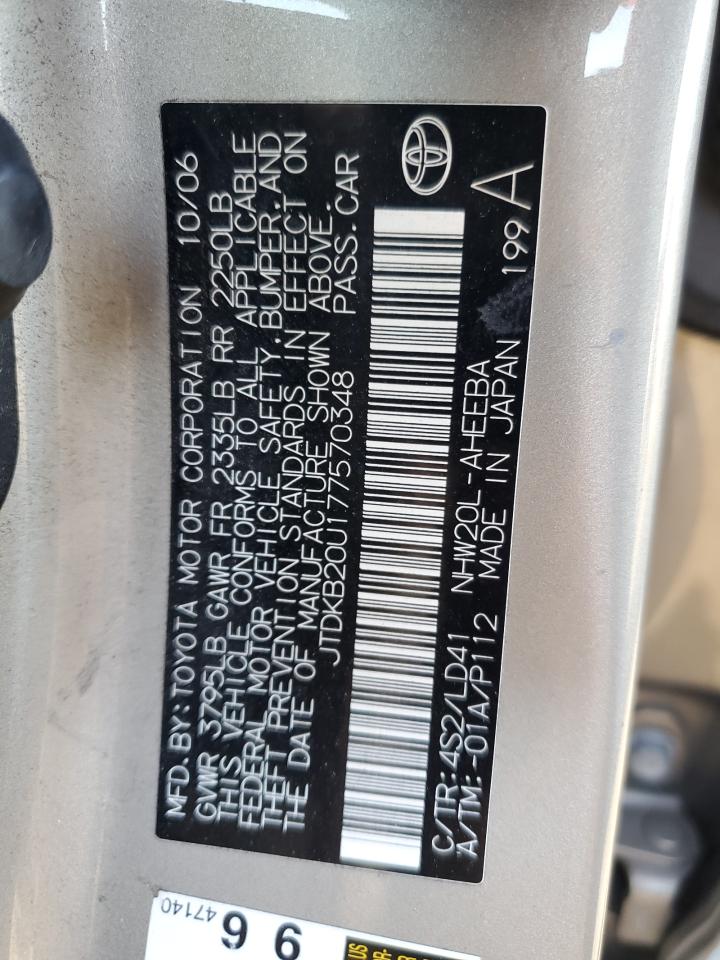 MFD. BY: TOYOTA MOTOR CORPORATION 10/06
GVWR 3795LB GAWR FR 2335LB RR 2250LB
THIS VEHICLE CONFORMS TO ALL APPLICABLE
FEDERAL MOTOR VEHICLE SAFETY, BUMPER, AND
THEFT PREVENTION STANDARDS IN EFFECT ON
THE DATE OF MANUFACTURE SHOWN ABOVE.
JTDKB20U177570348 PASS. CAR
C/TR: 4S2/LD41 NHW20L-AHEEBA
A/TM: -01A/P112 MADE IN JAPAN 199 A
47140
US